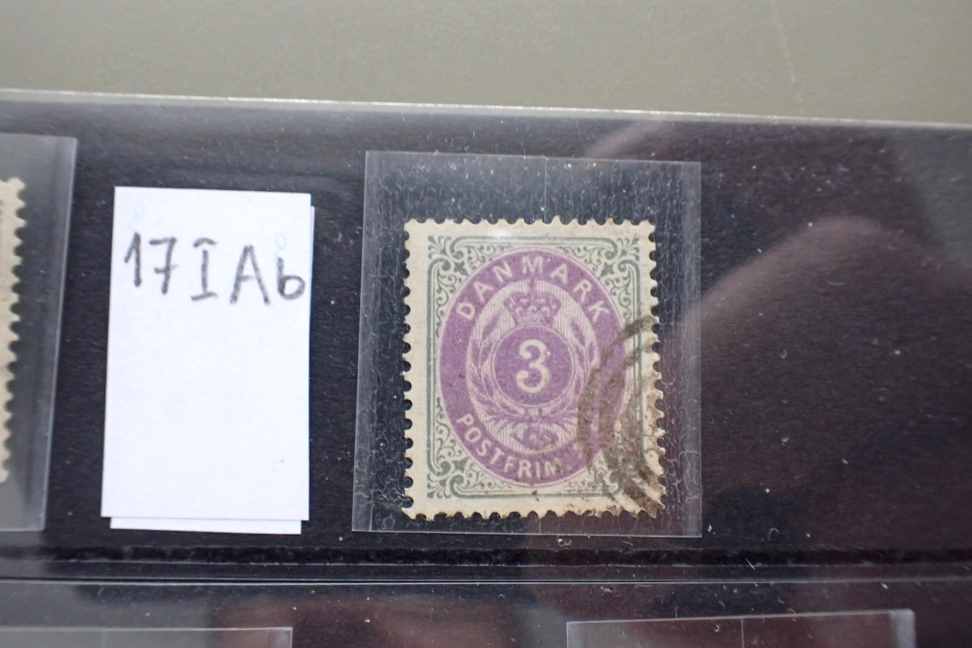 17IAb
DANMARK
3
POSTFRIM.